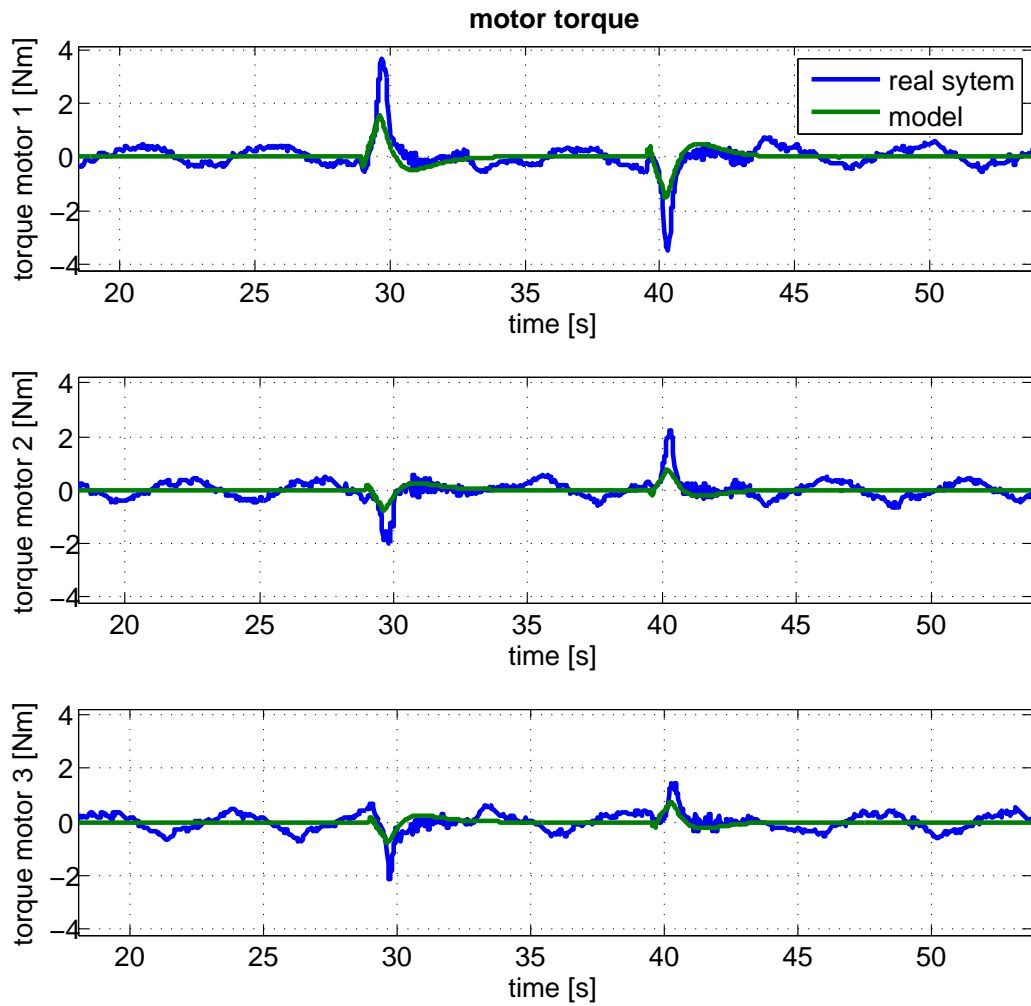 motor torque
torque motor 1 [Nm]
4
2
0
−2
−4
real sytem
model
20 25 30 35 40 45 50
time [s]
torque motor 2 [Nm]
4
2
0
−2
−4
20 25 30 35 40 45 50
time [s]
torque motor 3 [Nm]
4
2
0
−2
−4
20 25 30 35 40 45 50
time [s]